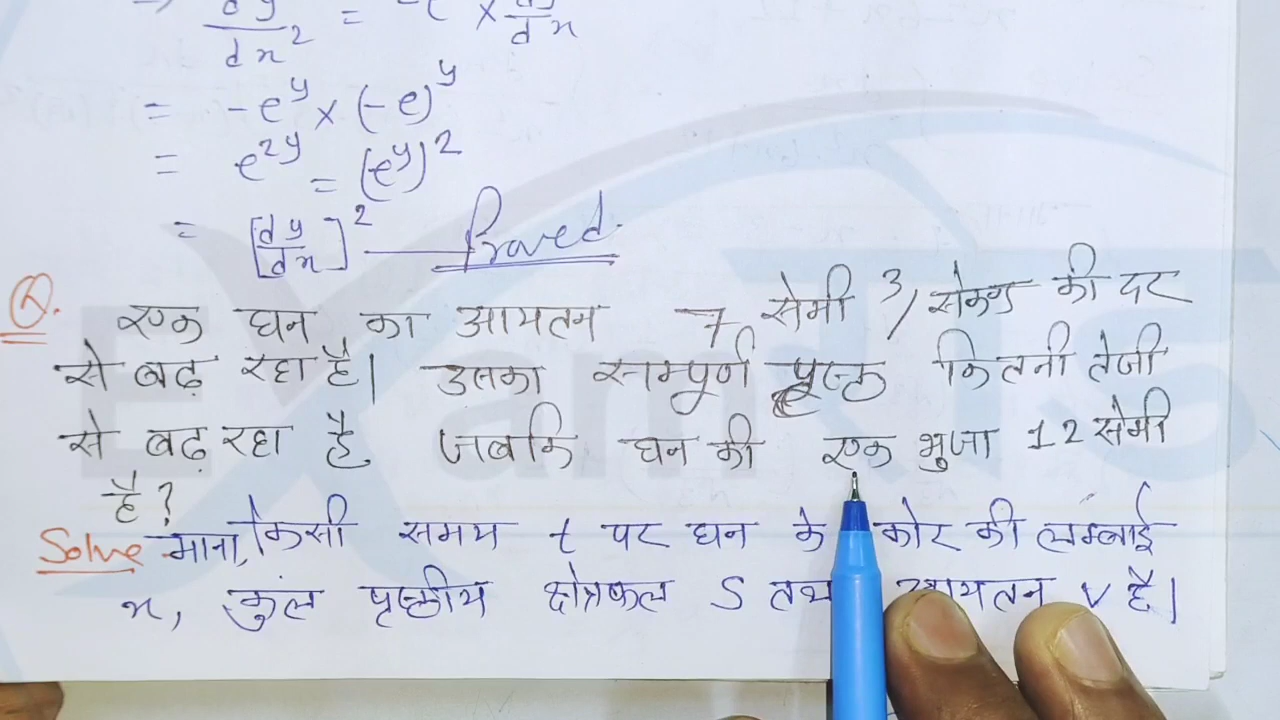 = -e^y × (-e)^y
= e^{2y} = (e^y)^2
= [dy/dx]^2 — Proved.
Q. एक घन का आयतन 7 सेमी ^3/सेकण्ड की दर
से बढ़ रहा है। उसका सम्पूर्ण पृष्ठ कितनी तेजी
से बढ़ रहा है, जबकि घन की एक भुजा 12 सेमी
है ?
Solve माना, किसी समय t पर घन के कोर की लम्बाई
x, कुल पृष्ठीय क्षेत्रफल S तथा आयतन V है।